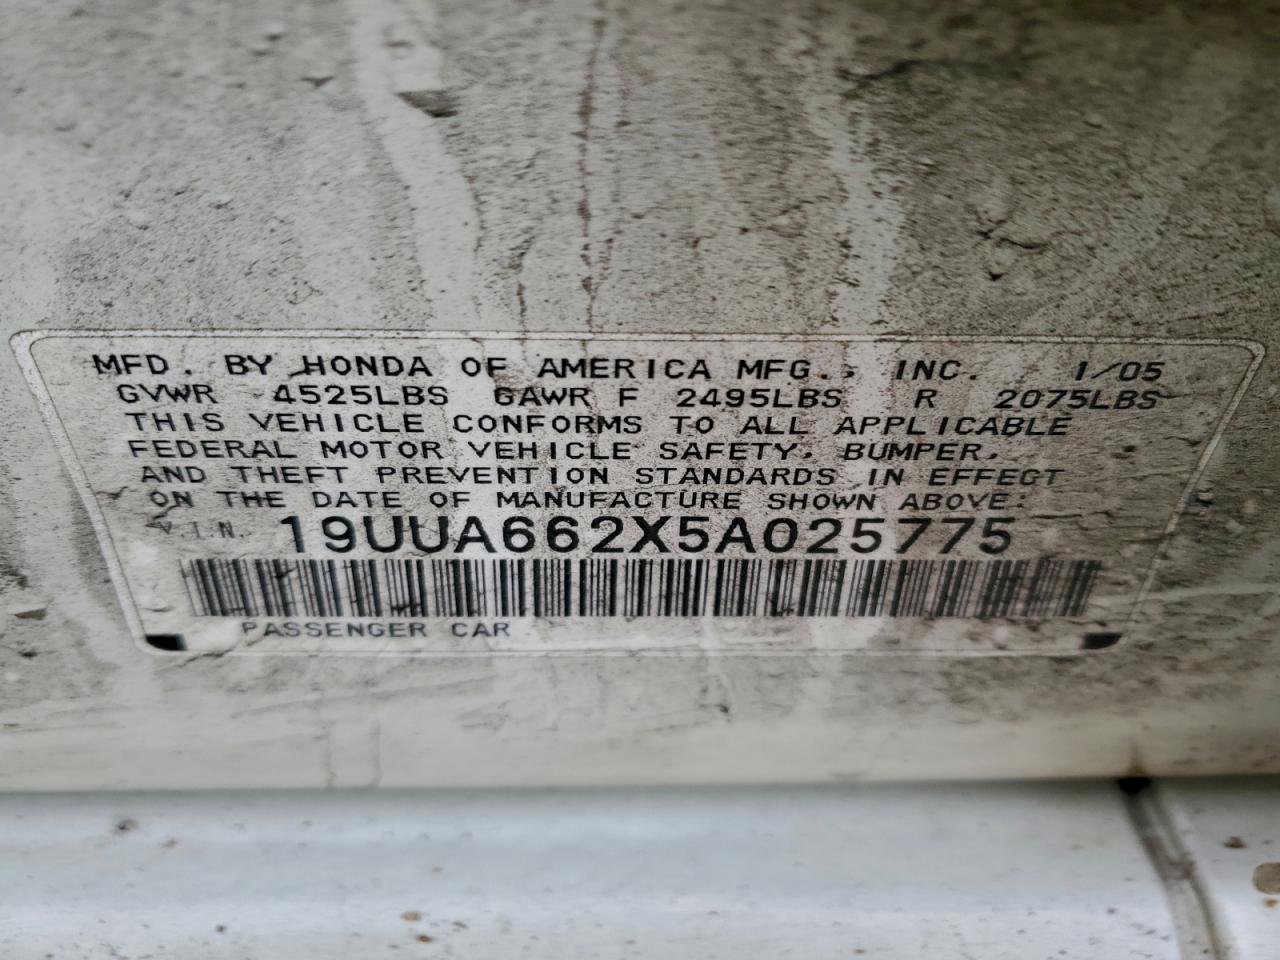 MFD. BY HONDA OF AMERICA MFG., INC. 1/05
GVWR 4525LBS GAWR F 2495LBS R 2075LBS
THIS VEHICLE CONFORMS TO ALL APPLICABLE
FEDERAL MOTOR VEHICLE SAFETY, BUMPER,
AND THEFT PREVENTION STANDARDS IN EFFECT
ON THE DATE OF MANUFACTURE SHOWN ABOVE:
V.I.N. 19UUA662X5A025775
PASSENGER CAR